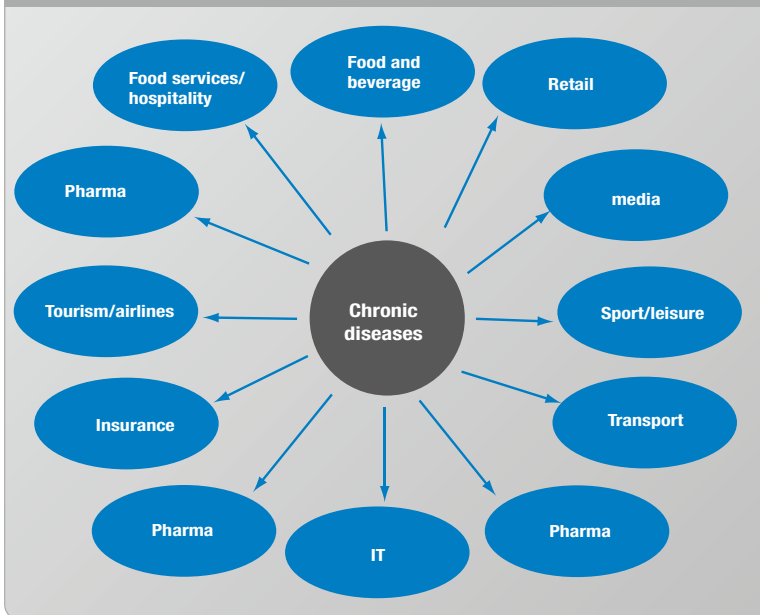 Food services/
hospitality
Food and
beverage
Retail
Pharma
media
Tourism/airlines
Chronic
diseases
Sport/leisure
Insurance
Transport
Pharma
IT
Pharma